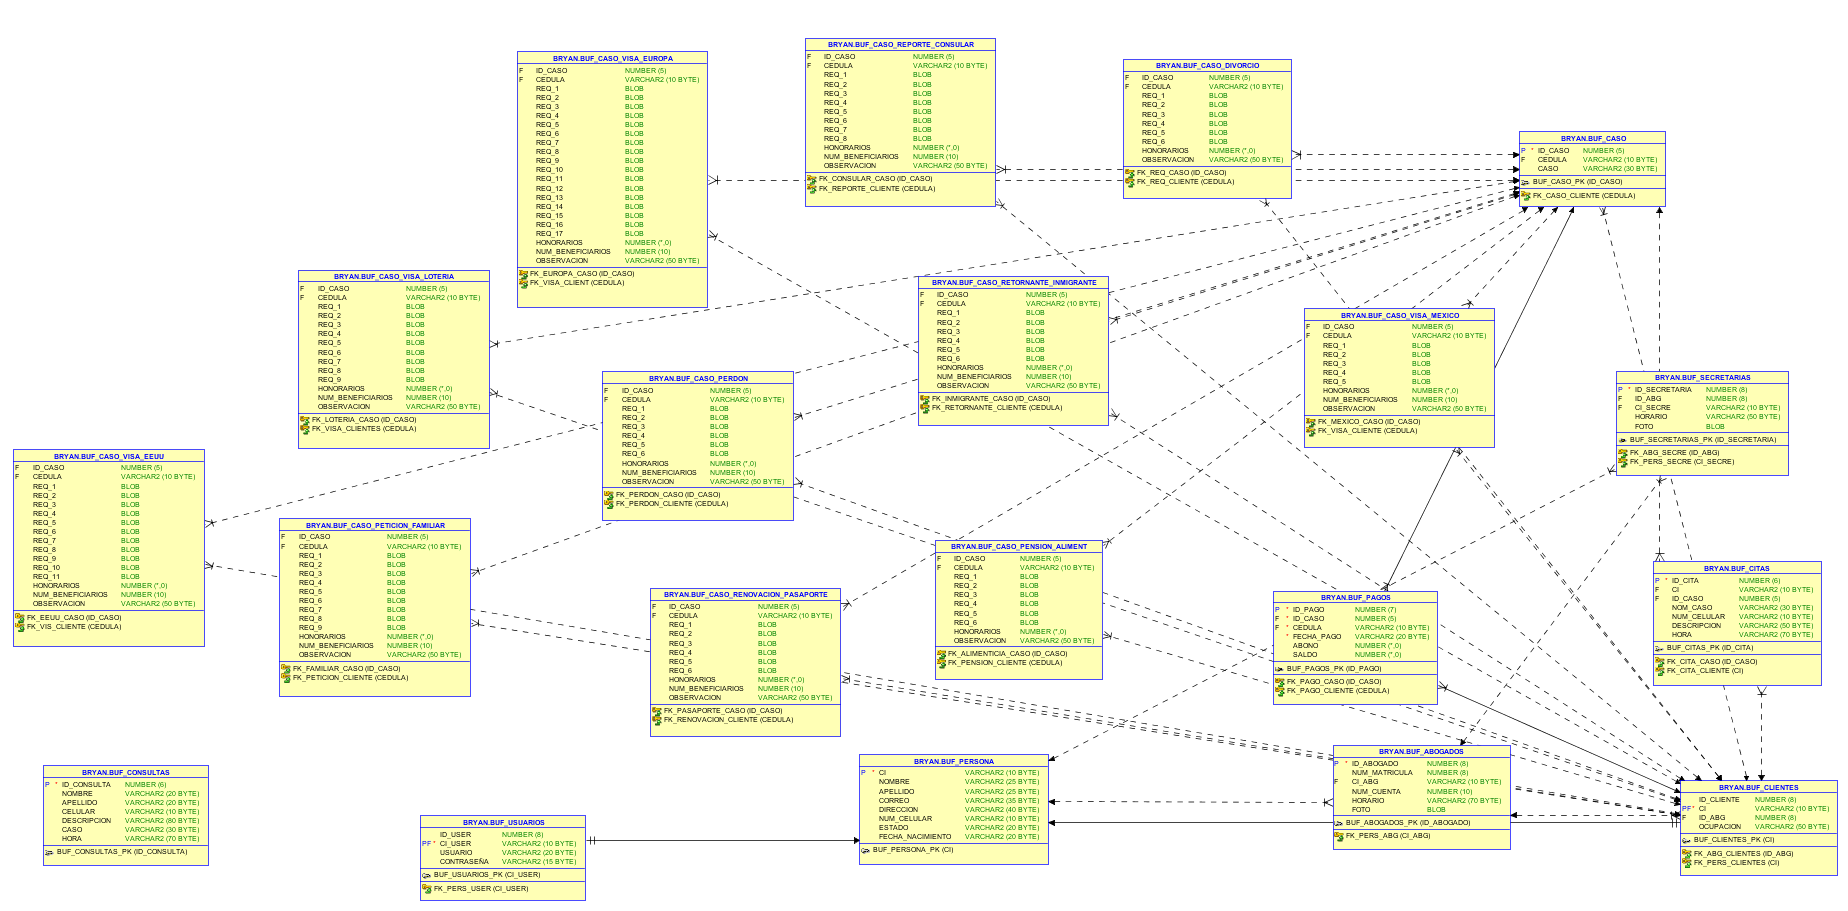 BRYAN.BUF_CASO_VISA_EUROPA
F ID_CASO NUMBER (5)
F CEDULA VARCHAR2 (10 BYTE)
REQ_1 BLOB
REQ_2 BLOB
REQ_3 BLOB
REQ_4 BLOB
REQ_5 BLOB
REQ_6 BLOB
REQ_7 BLOB
REQ_8 BLOB
REQ_9 BLOB
REQ_10 BLOB
REQ_11 BLOB
REQ_12 BLOB
REQ_13 BLOB
REQ_14 BLOB
REQ_15 BLOB
REQ_16 BLOB
REQ_17 BLOB
HONORARIOS NUMBER (*,0)
NUM_BENEFICIARIOS NUMBER (10)
OBSERVACION VARCHAR2 (50 BYTE)
FK_EUROPA_CASO (ID_CASO)
FK_VISA_CLIENT (CEDULA)
BRYAN.BUF_CASO_REPORTE_CONSULAR
F ID_CASO NUMBER (5)
F CEDULA VARCHAR2 (10 BYTE)
REQ_1 BLOB
REQ_2 BLOB
REQ_3 BLOB
REQ_4 BLOB
REQ_5 BLOB
REQ_6 BLOB
REQ_7 BLOB
REQ_8 BLOB
HONORARIOS NUMBER (*,0)
NUM_BENEFICIARIOS NUMBER (10)
OBSERVACION VARCHAR2 (50 BYTE)
FK_CONSULAR_CASO (ID_CASO)
FK_REPORTE_CLIENTE (CEDULA)
BRYAN.BUF_CASO_DIVORCIO
F ID_CASO NUMBER (5)
F CEDULA VARCHAR2 (10 BYTE)
REQ_1 BLOB
REQ_2 BLOB
REQ_3 BLOB
REQ_4 BLOB
REQ_5 BLOB
REQ_6 BLOB
HONORARIOS NUMBER (*,0)
OBSERVACION VARCHAR2 (50 BYTE)
FK_REQ_CASO (ID_CASO)
FK_REQ_CLIENTE (CEDULA)
BRYAN.BUF_CASO
P * ID_CASO NUMBER (5)
F CEDULA VARCHAR2 (10 BYTE)
CASO VARCHAR2 (30 BYTE)
BUF_CASO_PK (ID_CASO)
FK_CASO_CLIENTE (CEDULA)
BRYAN.BUF_CASO_VISA_LOTERIA
F ID_CASO NUMBER (5)
F CEDULA VARCHAR2 (10 BYTE)
REQ_1 BLOB
REQ_2 BLOB
REQ_3 BLOB
REQ_4 BLOB
REQ_5 BLOB
REQ_6 BLOB
REQ_7 BLOB
REQ_8 BLOB
REQ_9 BLOB
HONORARIOS NUMBER (*,0)
NUM_BENEFICIARIOS NUMBER (10)
OBSERVACION VARCHAR2 (50 BYTE)
FK_LOTERIA_CASO (ID_CASO)
FK_VISA_CLIENTES (CEDULA)
BRYAN.BUF_CASO_RETORNANTE_INMIGRANTE
F ID_CASO NUMBER (5)
F CEDULA VARCHAR2 (10 BYTE)
REQ_1 BLOB
REQ_2 BLOB
REQ_3 BLOB
REQ_4 BLOB
REQ_5 BLOB
REQ_6 BLOB
HONORARIOS NUMBER (*,0)
NUM_BENEFICIARIOS NUMBER (10)
OBSERVACION VARCHAR2 (50 BYTE)
FK_INMIGRANTE_CASO (ID_CASO)
FK_RETORNANTE_CLIENTE (CEDULA)
BRYAN.BUF_CASO_VISA_MEXICO
F ID_CASO NUMBER (5)
F CEDULA VARCHAR2 (10 BYTE)
REQ_1 BLOB
REQ_2 BLOB
REQ_3 BLOB
REQ_4 BLOB
REQ_5 BLOB
HONORARIOS NUMBER (*,0)
NUM_BENEFICIARIOS NUMBER (10)
OBSERVACION VARCHAR2 (50 BYTE)
FK_MEXICO_CASO (ID_CASO)
FK_VISA_CLIENTE (CEDULA)
BRYAN.BUF_CASO_PERDON
F ID_CASO NUMBER (5)
F CEDULA VARCHAR2 (10 BYTE)
REQ_1 BLOB
REQ_2 BLOB
REQ_3 BLOB
REQ_4 BLOB
REQ_5 BLOB
REQ_6 BLOB
HONORARIOS NUMBER (*,0)
NUM_BENEFICIARIOS NUMBER (10)
OBSERVACION VARCHAR2 (50 BYTE)
FK_PERDON_CASO (ID_CASO)
FK_PERDON_CLIENTE (CEDULA)
BRYAN.BUF_SECRETARIAS
P * ID_SECRETARIA NUMBER (8)
F ID_ABG NUMBER (8)
F CI_SECRE VARCHAR2 (10 BYTE)
HORARIO VARCHAR2 (50 BYTE)
FOTO BLOB
BUF_SECRETARIAS_PK (ID_SECRETARIA)
FK_ABG_SECRE (ID_ABG)
FK_PERS_SECRE (CI_SECRE)
BRYAN.BUF_CASO_VISA_EEUU
F ID_CASO NUMBER (5)
F CEDULA VARCHAR2 (10 BYTE)
REQ_1 BLOB
REQ_2 BLOB
REQ_3 BLOB
REQ_4 BLOB
REQ_5 BLOB
REQ_6 BLOB
REQ_7 BLOB
REQ_8 BLOB
REQ_9 BLOB
REQ_10 BLOB
REQ_11 BLOB
HONORARIOS NUMBER (*,0)
NUM_BENEFICIARIOS NUMBER (10)
OBSERVACION VARCHAR2 (50 BYTE)
FK_EEUU_CASO (ID_CASO)
FK_VIS_CLIENTE (CEDULA)
BRYAN.BUF_CASO_PETICION_FAMILIAR
F ID_CASO NUMBER (5)
F CEDULA VARCHAR2 (10 BYTE)
REQ_1 BLOB
REQ_2 BLOB
REQ_3 BLOB
REQ_4 BLOB
REQ_5 BLOB
REQ_6 BLOB
REQ_7 BLOB
REQ_8 BLOB
REQ_9 BLOB
HONORARIOS NUMBER (*,0)
NUM_BENEFICIARIOS NUMBER (10)
OBSERVACION VARCHAR2 (50 BYTE)
FK_FAMILIAR_CASO (ID_CASO)
FK_PETICION_CLIENTE (CEDULA)
BRYAN.BUF_CASO_RENOVACION_PASAPORTE
F ID_CASO NUMBER (5)
F CEDULA VARCHAR2 (10 BYTE)
REQ_1 BLOB
REQ_2 BLOB
REQ_3 BLOB
REQ_4 BLOB
REQ_5 BLOB
REQ_6 BLOB
HONORARIOS NUMBER (*,0)
NUM_BENEFICIARIOS NUMBER (10)
OBSERVACION VARCHAR2 (50 BYTE)
FK_PASAPORTE_CASO (ID_CASO)
FK_RENOVACION_CLIENTE (CEDULA)
BRYAN.BUF_CASO_PENSION_ALIMENT
F ID_CASO NUMBER (5)
F CEDULA VARCHAR2 (10 BYTE)
REQ_1 BLOB
REQ_2 BLOB
REQ_3 BLOB
REQ_4 BLOB
REQ_5 BLOB
REQ_6 BLOB
HONORARIOS NUMBER (*,0)
OBSERVACION VARCHAR2 (50 BYTE)
FK_ALIMENTICIA_CASO (ID_CASO)
FK_PENSION_CLIENTE (CEDULA)
BRYAN.BUF_PAGOS
P * ID_PAGO NUMBER (7)
F * ID_CASO NUMBER (5)
F * CEDULA VARCHAR2 (10 BYTE)
* FECHA_PAGO VARCHAR2 (20 BYTE)
ABONO NUMBER (*,0)
SALDO NUMBER (*,0)
BUF_PAGOS_PK (ID_PAGO)
FK_PAGO_CASO (ID_CASO)
FK_PAGO_CLIENTE (CEDULA)
BRYAN.BUF_CITAS
P * ID_CITA NUMBER (6)
F CI VARCHAR2 (10 BYTE)
F ID_CASO NUMBER (5)
NOM_CASO VARCHAR2 (30 BYTE)
NUM_CELULAR VARCHAR2 (10 BYTE)
DESCRIPCION VARCHAR2 (50 BYTE)
HORA VARCHAR2 (70 BYTE)
BUF_CITAS_PK (ID_CITA)
FK_CITA_CASO (ID_CASO)
FK_CITA_CLIENTE (CI)
BRYAN.BUF_CONSULTAS
P * ID_CONSULTA NUMBER (6)
NOMBRE VARCHAR2 (20 BYTE)
APELLIDO VARCHAR2 (20 BYTE)
CELULAR VARCHAR2 (10 BYTE)
DESCRIPCION VARCHAR2 (80 BYTE)
CASO VARCHAR2 (30 BYTE)
HORA VARCHAR2 (70 BYTE)
BUF_CONSULTAS_PK (ID_CONSULTA)
BRYAN.BUF_USUARIOS
ID_USER NUMBER (8)
PF * CI_USER VARCHAR2 (10 BYTE)
USUARIO VARCHAR2 (20 BYTE)
CONTRASEÑA VARCHAR2 (15 BYTE)
BUF_USUARIOS_PK (CI_USER)
FK_PERS_USER (CI_USER)
BRYAN.BUF_PERSONA
P * CI VARCHAR2 (10 BYTE)
NOMBRE VARCHAR2 (25 BYTE)
APELLIDO VARCHAR2 (25 BYTE)
CORREO VARCHAR2 (35 BYTE)
DIRECCION VARCHAR2 (40 BYTE)
NUM_CELULAR VARCHAR2 (10 BYTE)
ESTADO VARCHAR2 (20 BYTE)
FECHA_NACIMIENTO VARCHAR2 (20 BYTE)
BUF_PERSONA_PK (CI)
BRYAN.BUF_ABOGADOS
P * ID_ABOGADO NUMBER (8)
NUM_MATRICULA NUMBER (8)
F CI_ABG VARCHAR2 (10 BYTE)
NUM_CUENTA NUMBER (10)
HORARIO VARCHAR2 (70 BYTE)
FOTO BLOB
BUF_ABOGADOS_PK (ID_ABOGADO)
FK_PERS_ABG (CI_ABG)
BRYAN.BUF_CLIENTES
ID_CLIENTE NUMBER (8)
PF * CI VARCHAR2 (10 BYTE)
F ID_ABG NUMBER (8)
OCUPACION VARCHAR2 (50 BYTE)
BUF_CLIENTES_PK (CI)
FK_ABG_CLIENTES (ID_ABG)
FK_PERS_CLIENTES (CI)